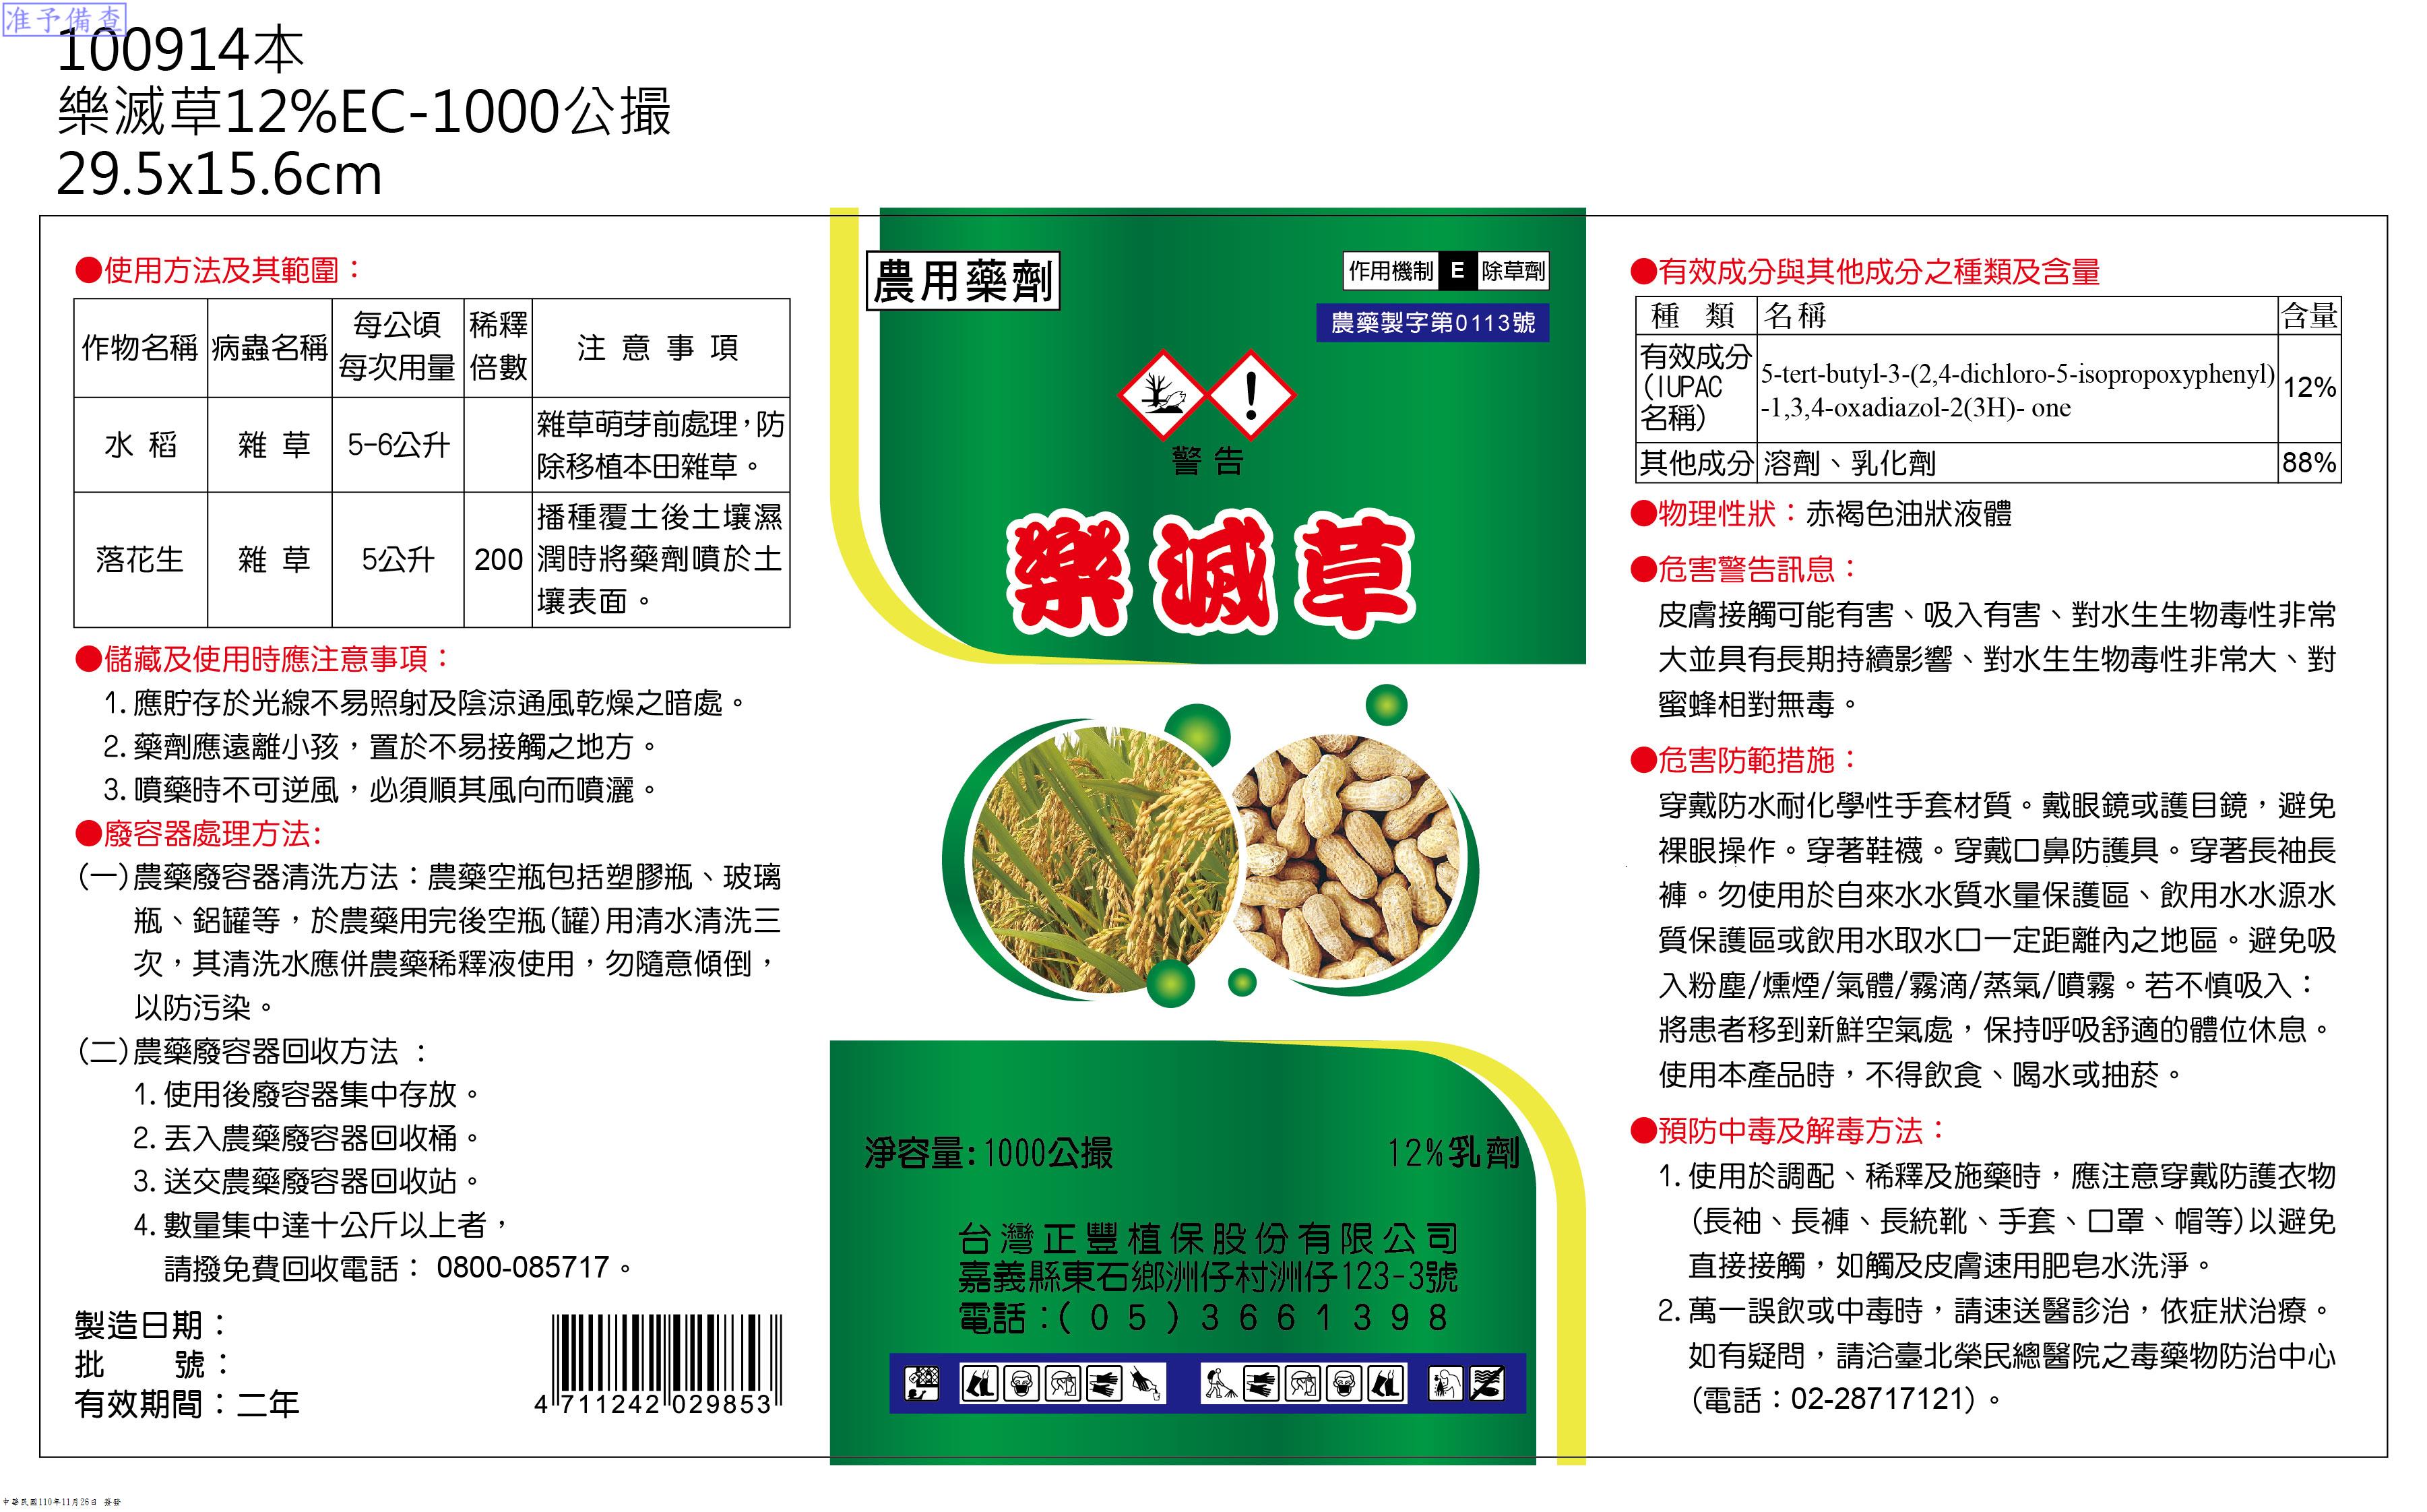 准予備查
100914本
樂滅草12%EC-1000公撮
29.5x15.6cm
●使用方法及其範圍：
作物名稱 病蟲名稱 每公頃每次用量 稀釋倍數 注意事項
水稻 雜草 5-6公升 雜草萌芽前處理，防
除移植本田雜草。
落花生 雜草 5公升 200 播種覆土後土壤濕
潤時將藥劑噴於土
壤表面。
●儲藏及使用時應注意事項：
1.應貯存於光線不易照射及陰涼通風乾燥之暗處。
2.藥劑應遠離小孩，置於不易接觸之地方。
3.噴藥時不可逆風，必須順其風向而噴灑。
●廢容器處理方法:
(一)農藥廢容器清洗方法：農藥空瓶包括塑膠瓶、玻璃
瓶、鋁罐等，於農藥用完後空瓶(罐)用清水清洗三
次，其清洗水應併農藥稀釋液使用，勿隨意傾倒，
以防污染。
(二)農藥廢容器回收方法：
1.使用後廢容器集中存放。
2.丟入農藥廢容器回收桶。
3.送交農藥廢容器回收站。
4.數量集中達十公斤以上者，
請撥免費回收電話： 0800-085717。
製造日期：
批 號：
有效期間：二年
4 711242 029853
農用藥劑
作用機制 E 除草劑
農藥製字第0113號
警告
樂滅草
淨容量:1000公撮
12%乳劑
台灣正豐植保股份有限公司
嘉義縣東石鄉洲仔村洲仔123-3號
電話：(05)3661398
●有效成分與其他成分之種類及含量
種 類 名稱 含量
有效成分
(IUPAC
名稱)
5-tert-butyl-3-(2,4-dichloro-5-isopropoxyphenyl)
-1,3,4-oxadiazol-2(3H)- one
12%
其他成分 溶劑、乳化劑 88%
●物理性狀：赤褐色油狀液體
●危害警告訊息：
皮膚接觸可能有害、吸入有害、對水生生物毒性非常
大並具有長期持續影響、對水生生物毒性非常大、對
蜜蜂相對無毒。
●危害防範措施：
穿戴防水耐化學性手套材質。戴眼鏡或護目鏡，避免
裸眼操作。穿著鞋襪。穿戴口鼻防護具。穿著長袖長
褲。勿使用於自來水水質水量保護區、飲用水水源水
質保護區或飲用水取水口一定距離內之地區。避免吸
入粉塵/燻煙/氣體/霧滴/蒸氣/噴霧。若不慎吸入：
將患者移到新鮮空氣處，保持呼吸舒適的體位休息。
使用本產品時，不得飲食、喝水或抽菸。
●預防中毒及解毒方法：
1.使用於調配、稀釋及施藥時，應注意穿戴防護衣物
(長袖、長褲、長統靴、手套、口罩、帽等)以避免
直接接觸，如觸及皮膚速用肥皂水洗淨。
2.萬一誤飲或中毒時，請速送醫診治，依症狀治療。
如有疑問，請洽臺北榮民總醫院之毒藥物防治中心
(電話：02-28717121)。
中華民國110年11月26日 簽發